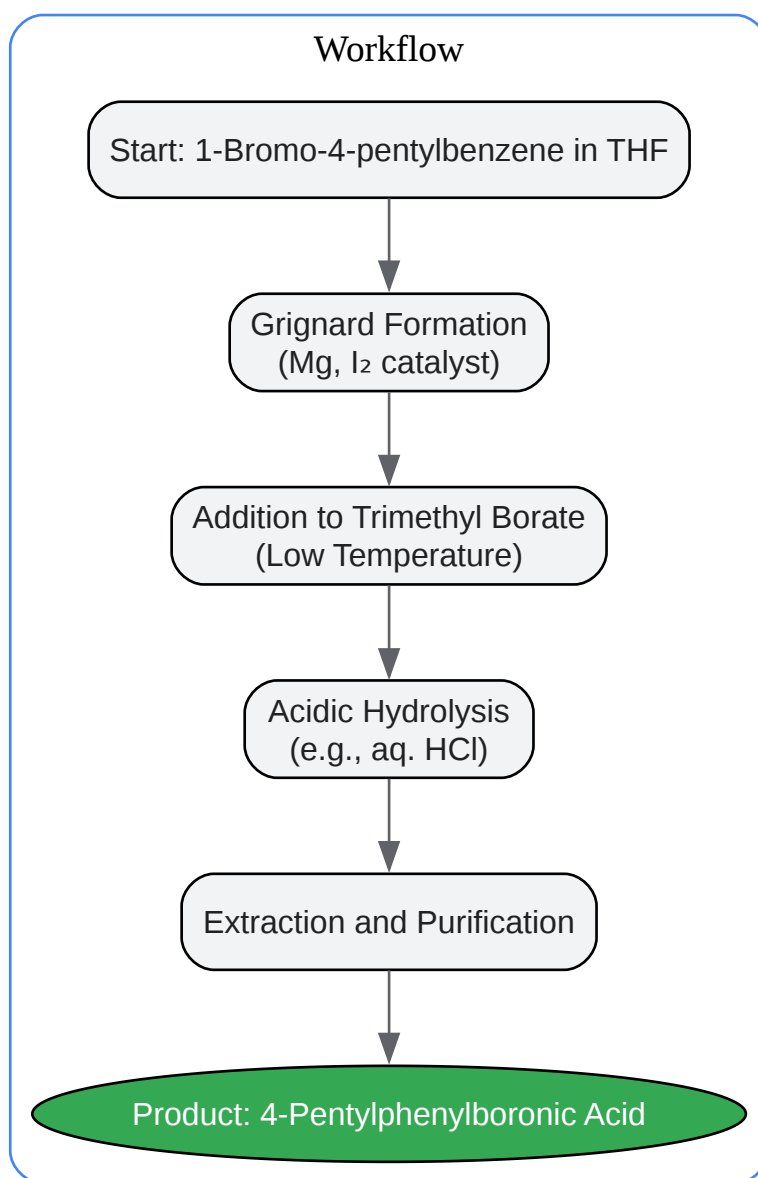 Workflow
Start: 1-Bromo-4-pentylbenzene in THF
Grignard Formation
(Mg, I₂ catalyst)
Addition to Trimethyl Borate
(Low Temperature)
Acidic Hydrolysis
(e.g., aq. HCl)
Extraction and Purification
Product: 4-Pentylphenylboronic Acid